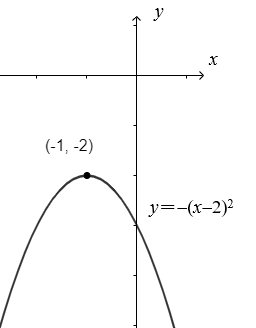 y
x
(-1, -2)
y=–(x–2)²